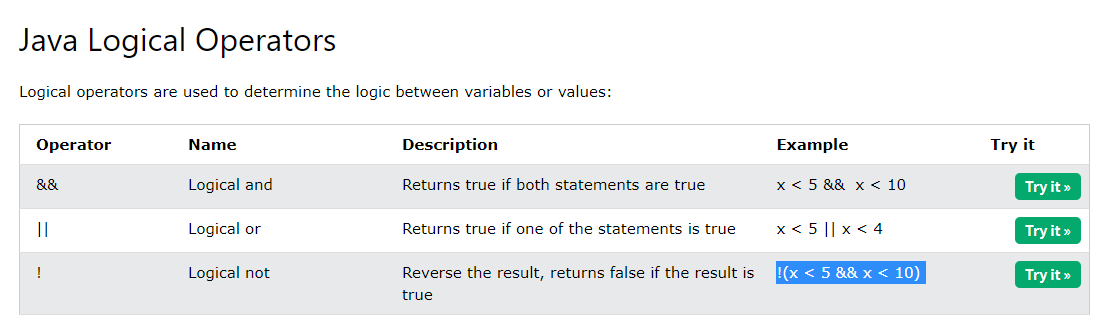 Java Logical Operators
Logical operators are used to determine the logic between variables or values:
Operator Name Description Example Try it
&& Logical and Returns true if both statements are true x < 5 &&  x < 10 Try it »
|| Logical or Returns true if one of the statements is true x < 5 || x < 4 Try it »
! Logical not Reverse the result, returns false if the result is !(x < 5 && x < 10) Try it »
true